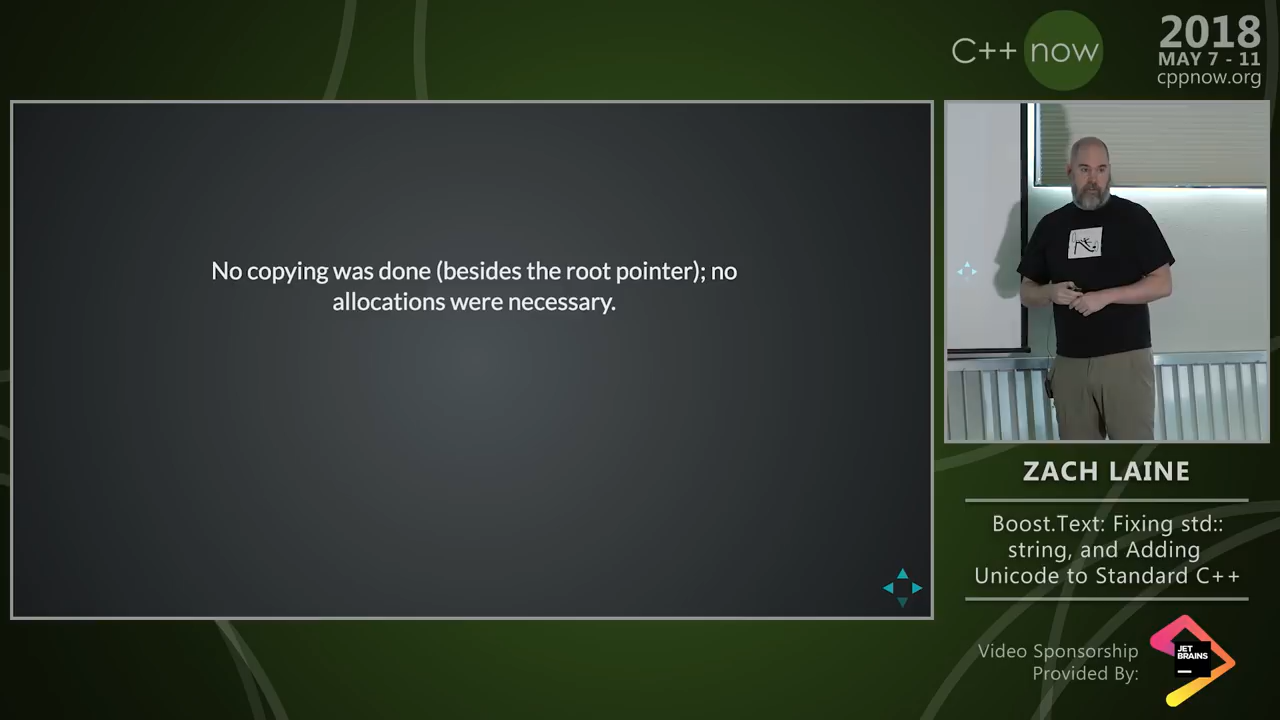 C++ now
2018
MAY 7 - 11
cppnow.org
No copying was done (besides the root pointer); no
allocations were necessary.
ZACH LAINE
Boost.Text: Fixing std::
string, and Adding
Unicode to Standard C++
Video Sponsorship
Provided By:
JET
BRAINS